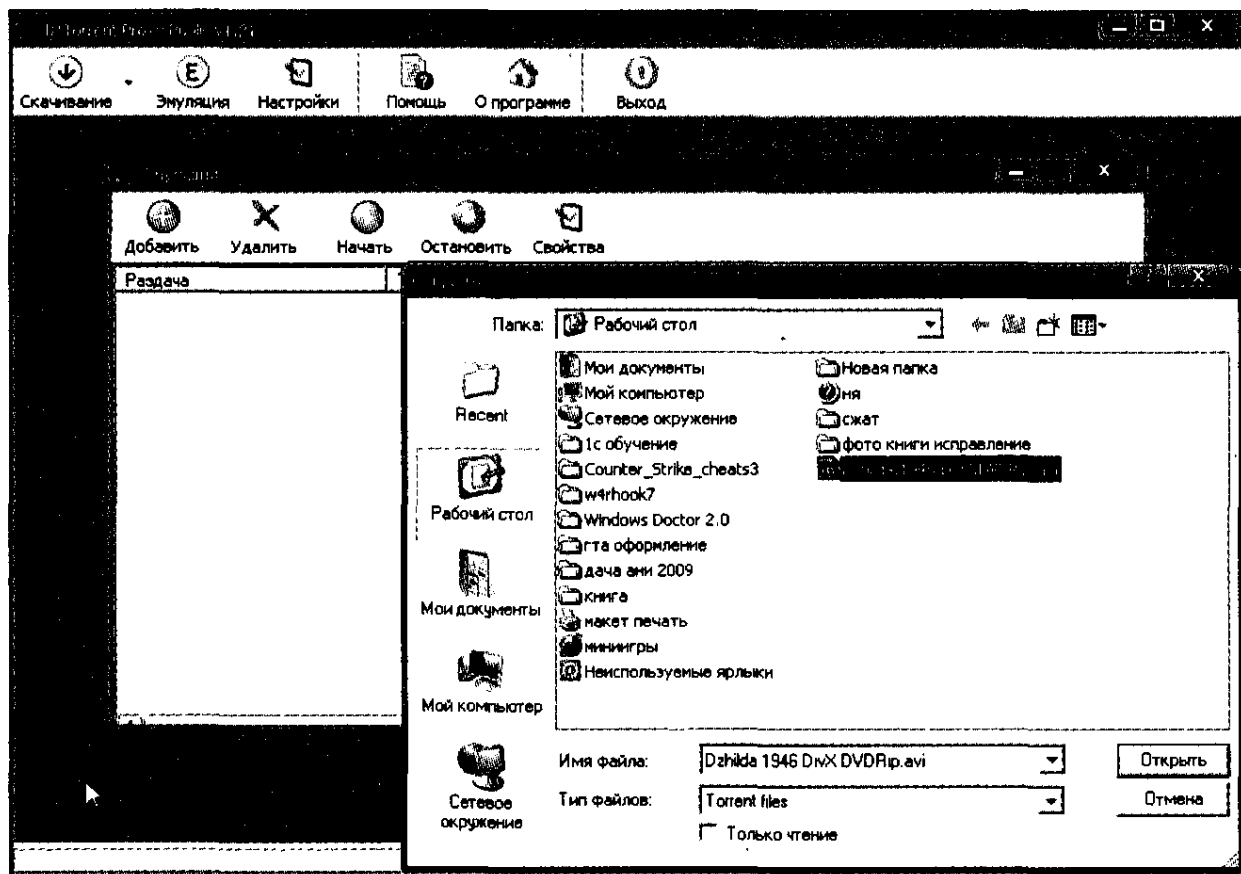 Скачивание Эмуляция Настройки Помощь О программе Выход
Добавить Удалить Начать Остановить Свойства
Раздача
Папка: Рабочий стол
Recent
Рабочий стол
Мои документы
Мой компьютер
Сетевое окружение
Мои документы
Мой компьютер
Сетевое окружение
1с обучение
Counter_Strike_cheats3
w4rhook7
Windows Doctor 2.0
гта оформление
дача ани 2009
книга
макет печать
миниигры
Неиспользуемые ярлыки
Новая папка
ня
сжат
фото книги исправление
Имя файла: Dzhilda 1946 DivX DVDRip.avi Открыть
Тип файлов: Torrent files Отмена
Только чтение